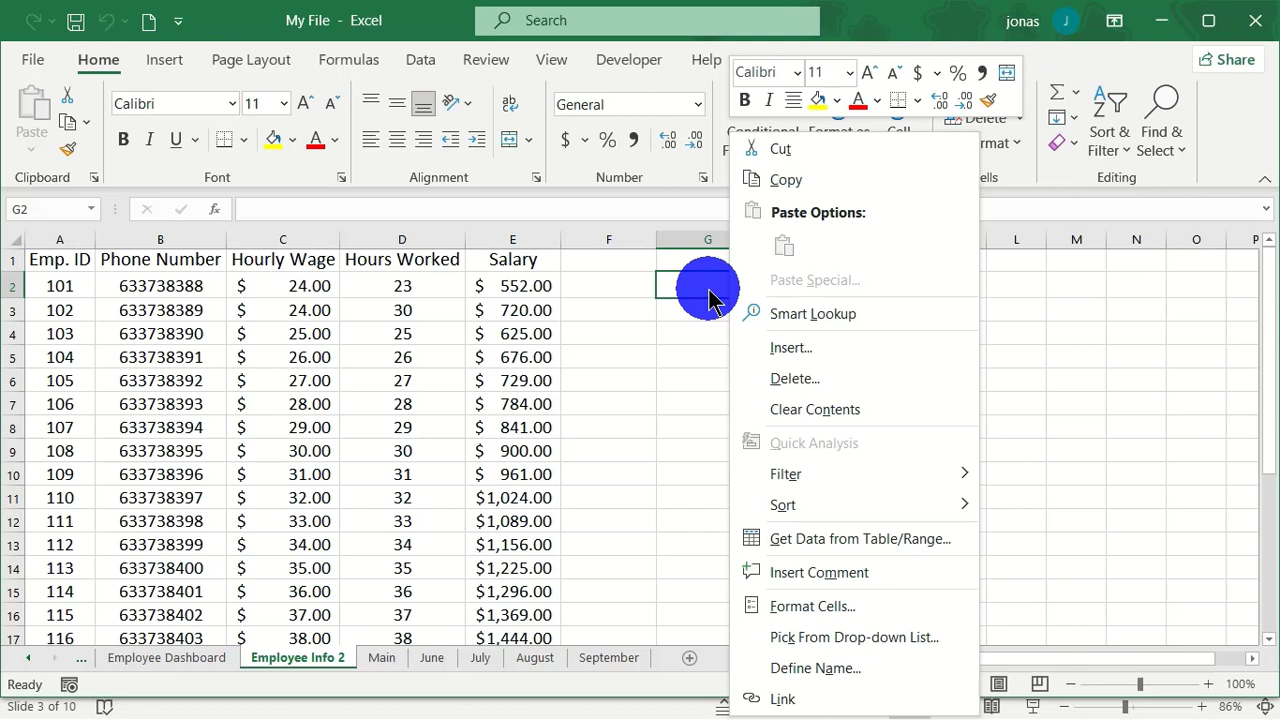 My File - Excel
Search
jonas
J
File Home Insert Page Layout Formulas Data Review View Developer Help
Share
Calibri 11
Paste
Calibri 11
General
$ % ,
B I
B I U
$ % ,
Sort & Filter
Find & Select
Clipboard Font Alignment Number Editing
G2
fx
A B C D E F G L M N O P
1 Emp. ID Phone Number Hourly Wage Hours Worked Salary
2 101 633738388 $ 24.00 23 $ 552.00
3 102 633738389 $ 24.00 30 $ 720.00
4 103 633738390 $ 25.00 25 $ 625.00
5 104 633738391 $ 26.00 26 $ 676.00
6 105 633738392 $ 27.00 27 $ 729.00
7 106 633738393 $ 28.00 28 $ 784.00
8 107 633738394 $ 29.00 29 $ 841.00
9 108 633738395 $ 30.00 30 $ 900.00
10 109 633738396 $ 31.00 31 $ 961.00
11 110 633738397 $ 32.00 32 $1,024.00
12 111 633738398 $ 33.00 33 $1,089.00
13 112 633738399 $ 34.00 34 $1,156.00
14 113 633738400 $ 35.00 35 $1,225.00
15 114 633738401 $ 36.00 36 $1,296.00
16 115 633738402 $ 37.00 37 $1,369.00
17 116 633738403 $ 38.00 38 $1,444.00
Cut
Copy
Paste Options:
Paste Special...
Smart Lookup
Insert...
Delete...
Clear Contents
Quick Analysis
Filter
Sort
Get Data from Table/Range...
Insert Comment
Format Cells...
Pick From Drop-down List...
Define Name...
Link
... Employee Dashboard Employee Info 2 Main June July August September
Ready
100%
Slide 3 of 10
86%